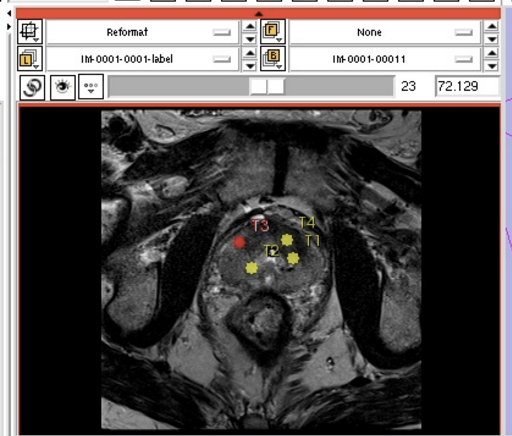 Reformat
F
None
L
IM-0001-0001-label
B
IM-0001-00011
23
72.129
T3
T4
T1
T2